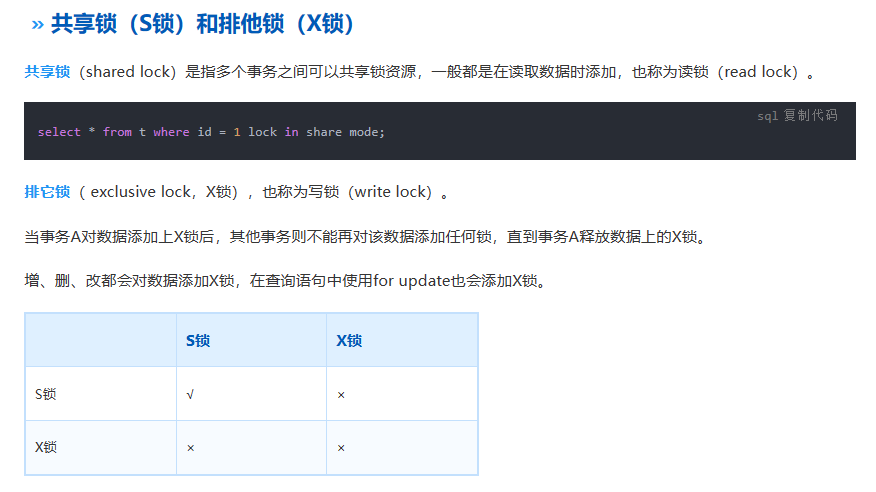 » 共享锁（S锁）和排他锁（X锁）
共享锁（shared lock）是指多个事务之间可以共享锁资源，一般都是在读取数据时添加，也称为读锁（read lock）。
sql 复制代码
select * from t where id = 1 lock in share mode;
排它锁（ exclusive lock，X锁），也称为写锁（write lock）。
当事务A对数据添加上X锁后，其他事务则不能再对该数据添加任何锁，直到事务A释放数据上的X锁。
增、删、改都会对数据添加X锁，在查询语句中使用for update也会添加X锁。
S锁 X锁
S锁 √ ×
X锁 × ×